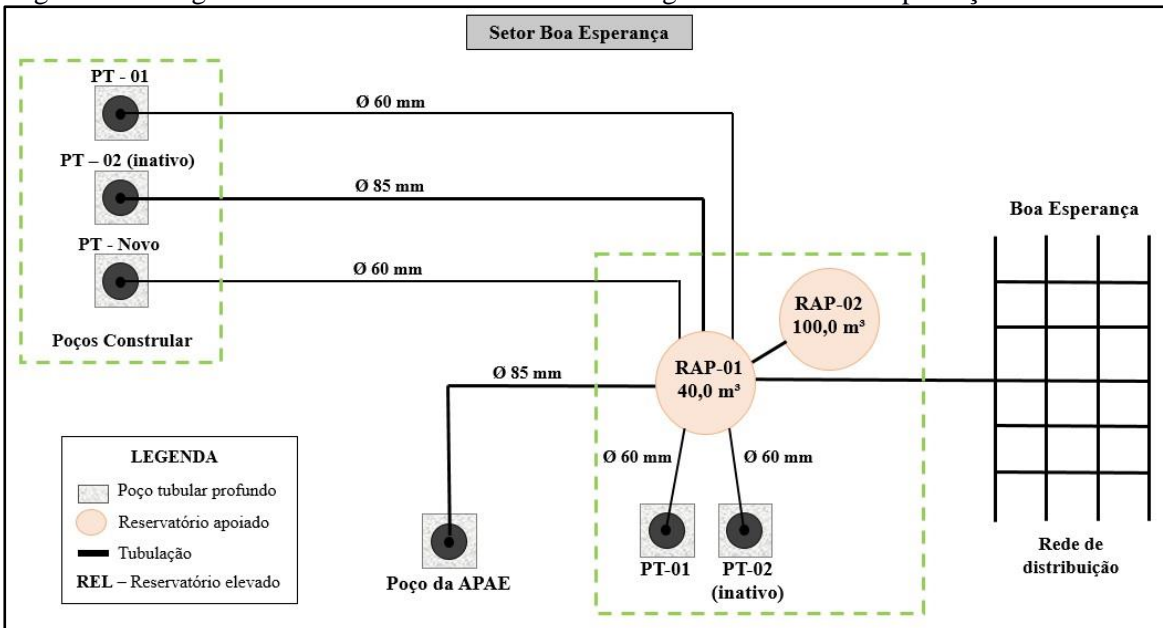 Setor Boa Esperança
PT - 01
Ø 60 mm
PT – 02 (inativo)
Ø 85 mm
PT - Novo
Ø 60 mm
Poços Constrular
Boa Esperança
RAP-02
100,0 m³
RAP-01
40,0 m³
Ø 85 mm
Ø 60 mm
Ø 60 mm
Poço da APAE
PT-01
PT-02
(inativo)
Rede de
distribuição
LEGENDA
Poço tubular profundo
Reservatório apoiado
Tubulação
REL – Reservatório elevado